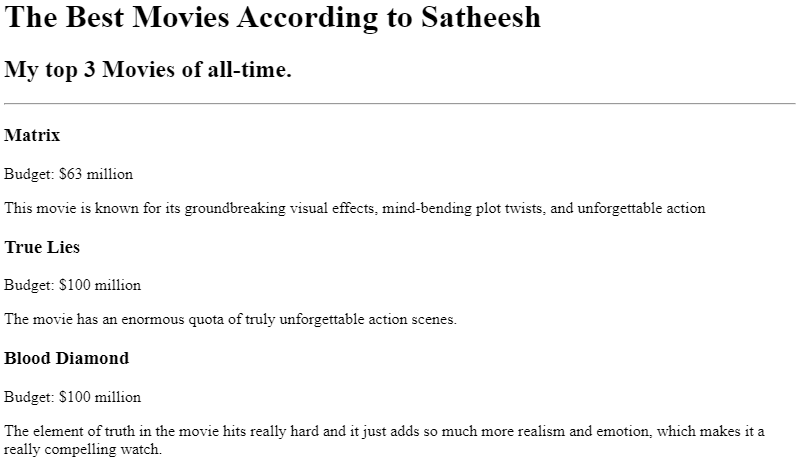 The Best Movies According to Satheesh
My top 3 Movies of all-time.
Matrix
Budget: $63 million
This movie is known for its groundbreaking visual effects, mind-bending plot twists, and unforgettable action
True Lies
Budget: $100 million
The movie has an enormous quota of truly unforgettable action scenes.
Blood Diamond
Budget: $100 million
The element of truth in the movie hits really hard and it just adds so much more realism and emotion, which makes it a
really compelling watch.